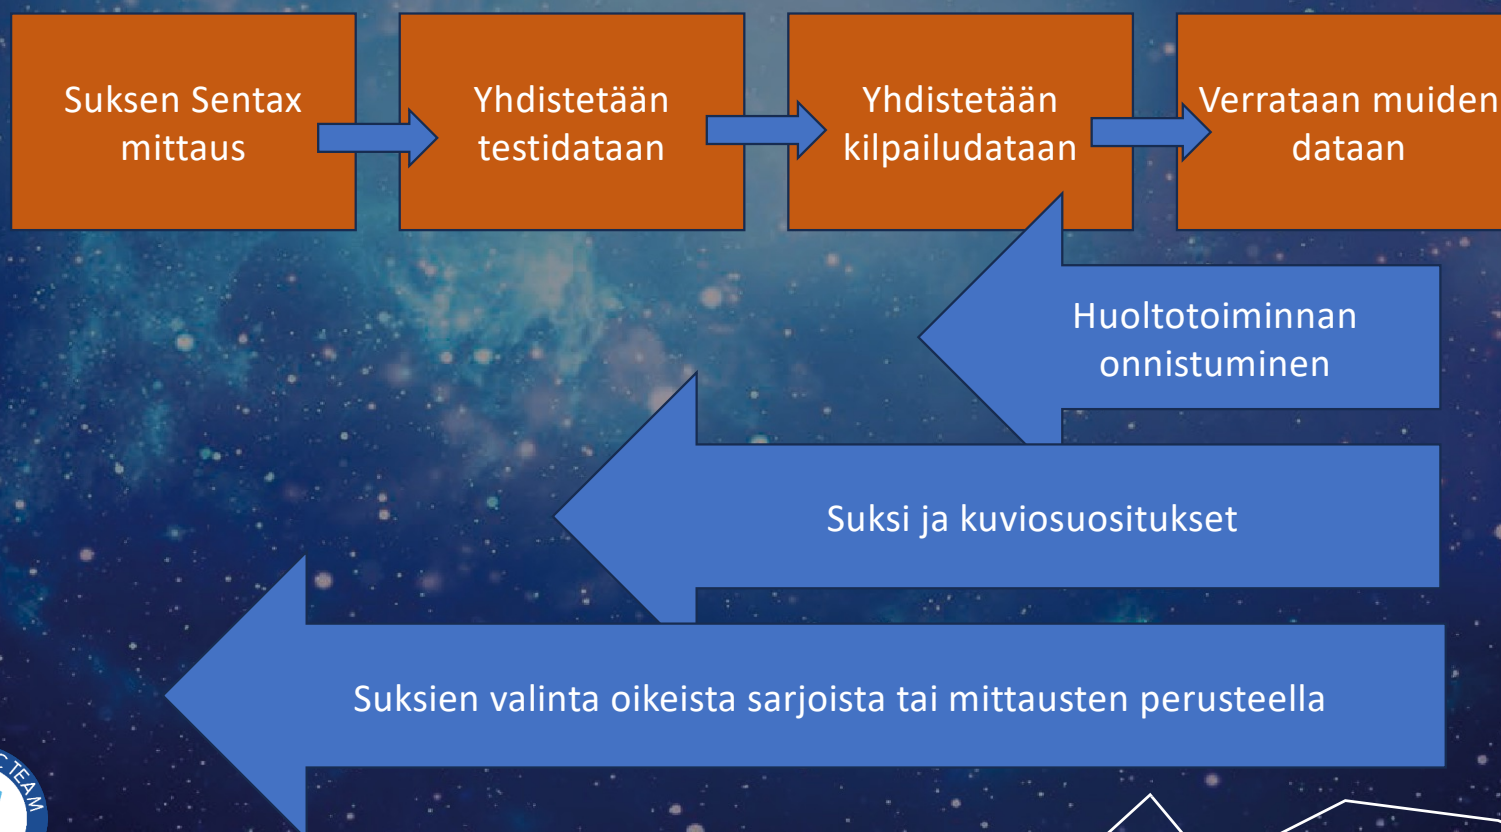 Suksen Sentax
mittaus
Yhdistetään
testidataan
Yhdistetään
kilpailudataan
Verrataan muiden
dataan
Huoltotoiminnan
onnistuminen
Suksi ja kuviosuositukset
Suksien valinta oikeista sarjoista tai mittausten perusteella
TEAM